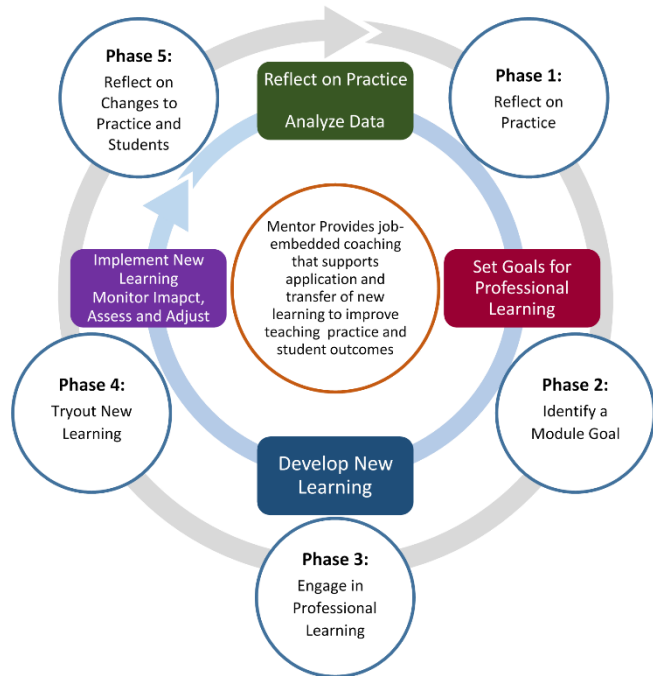 Phase 5:
Reflect on
Changes to
Practice and
Students
Reflect on Practice
Analyze Data
Phase 1:
Reflect on
Practice
Mentor Provides job-
embedded coaching
that supports
application and
transfer of new
learning to improve
teaching practice and
student outcomes
Implement New
Learning
Monitor Imapct,
Assess and Adjust
Set Goals for
Professional
Learning
Phase 4:
Tryout New
Learning
Phase 2:
Identify a
Module Goal
Develop New
Learning
Phase 3:
Engage in
Professional
Learning